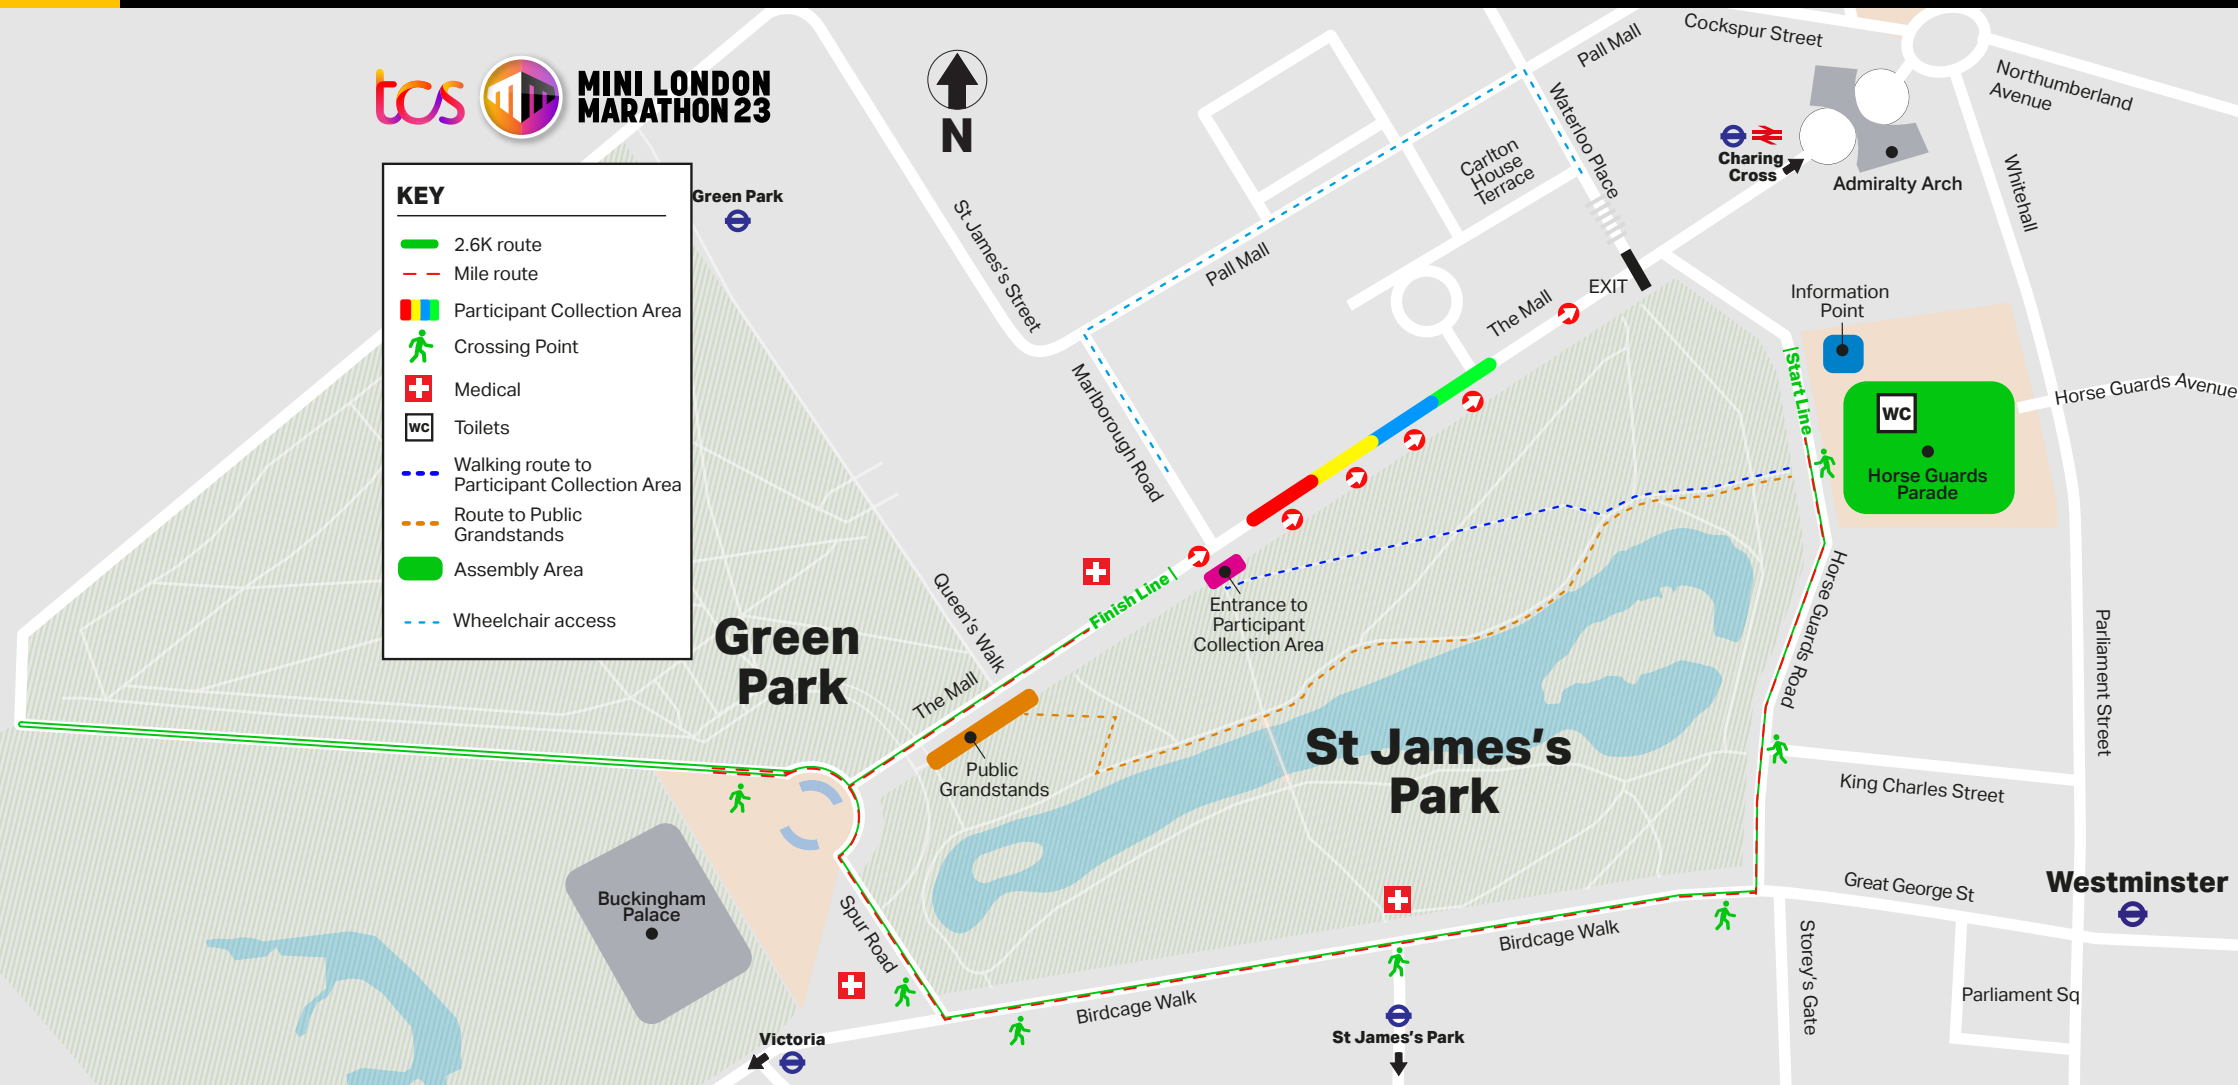 tcs
MINI LONDON
MARATHON 23
N
KEY
2.6K route
Mile route
Participant Collection Area
Crossing Point
Medical
WC
Toilets
Walking route to
Participant Collection Area
Route to Public
Grandstands
Assembly Area
Wheelchair access
Green Park
St James's Street
Pall Mall
Pall Mall
Marlborough Road
Carlton
House
Terrace
Waterloo Place
Cockspur Street
Northumberland
Avenue
Charing
Cross
Admiralty Arch
Whitehall
EXIT
The Mall
Information
Point
Start Line
WC
Horse Guards
Parade
Horse Guards Avenue
Horse Guards Road
Parliament Street
Queen's Walk
Finish Line
Entrance to
Participant
Collection Area
Green
Park
The Mall
Public
Grandstands
St James's
Park
King Charles Street
Great George St
Westminster
Buckingham
Palace
Spur Road
Birdcage Walk
Birdcage Walk
Storey's Gate
Parliament Sq
Victoria
St James's Park